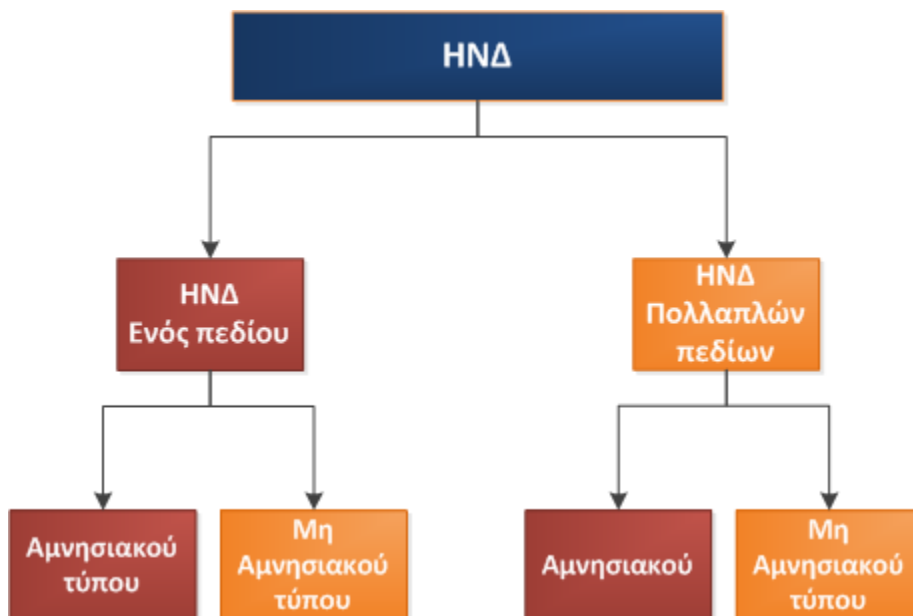 ΗΝΔ
ΗΝΔ
Ενός πεδίου
ΗΝΔ
Πολλαπλών
πεδίων
Αμνησιακού
τύπου
Μη
Αμνησιακού
τύπου
Αμνησιακού
Μη
Αμνησιακού
τύπου